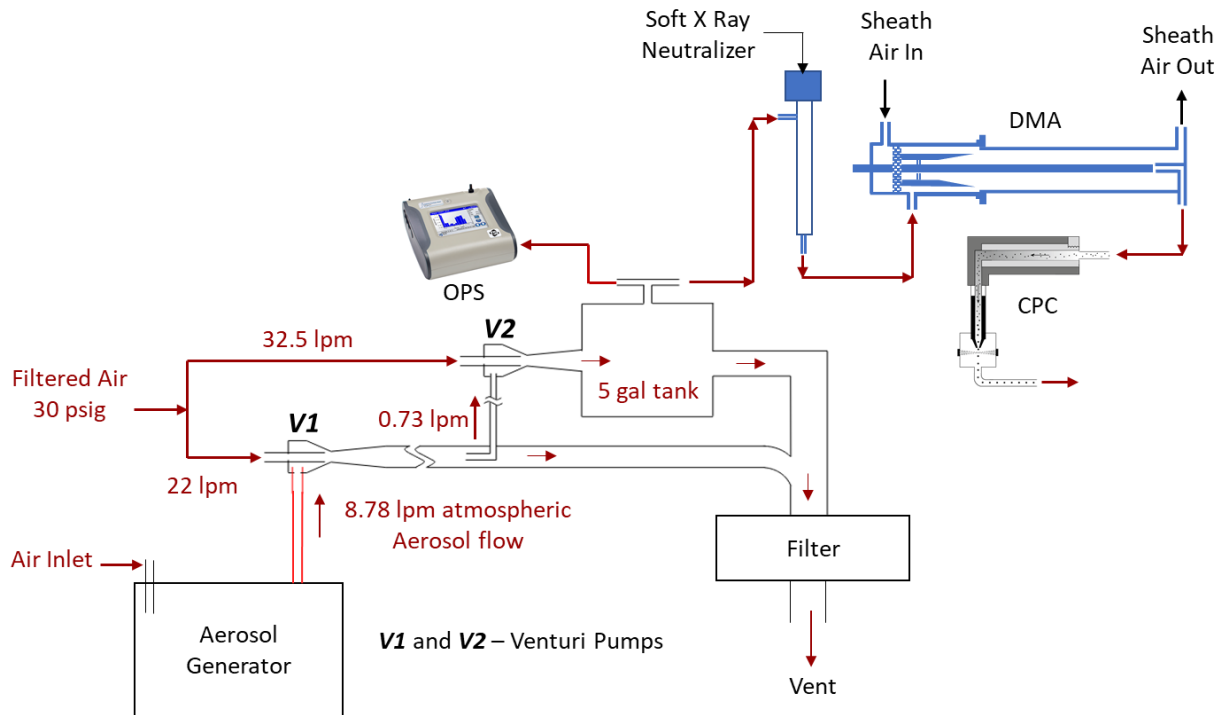 Soft X Ray
Neutralizer
Sheath
Air In
Sheath
Air Out
DMA
OPS
CPC
V2
32.5 lpm
Filtered Air
30 psig
5 gal tank
0.73 lpm
V1
22 lpm
8.78 lpm atmospheric
Aerosol flow
Filter
Air Inlet
Aerosol
Generator
V1 and V2 – Venturi Pumps
Vent